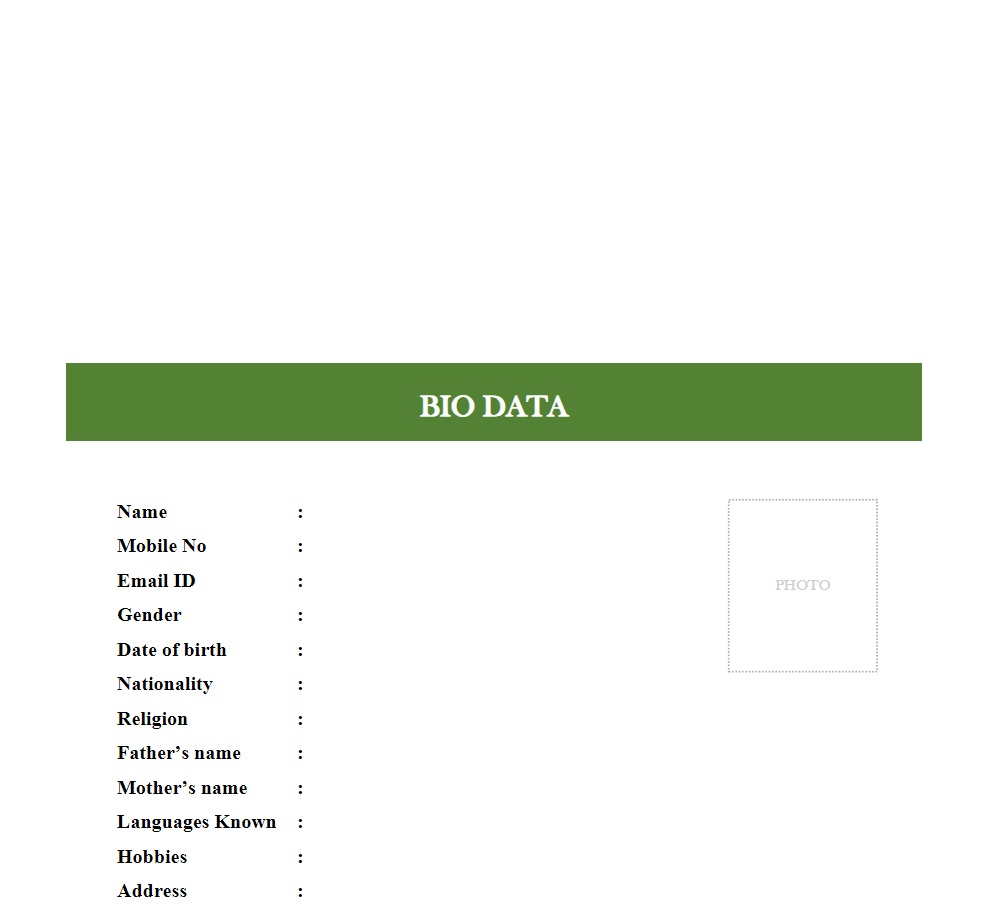 BIO DATA
Name :
Mobile No :
Email ID :
Gender :
Date of birth :
Nationality :
Religion :
Father’s name :
Mother’s name :
Languages Known :
Hobbies :
Address :
PHOTO